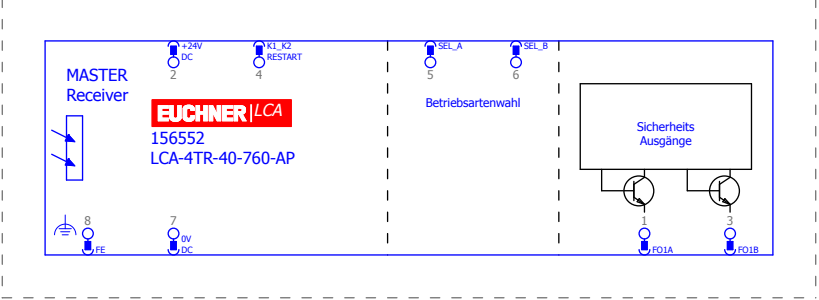 +24V
DC
2
K1_K2
RESTART
4
SEL_A
5
SEL_B
6
MASTER
Receiver
EUCHNER LCA
156552
LCA-4TR-40-760-AP
Betriebsartenwahl
Sicherheits
Ausgänge
8
FE
7
0V
DC
1
FO1A
3
FO1B